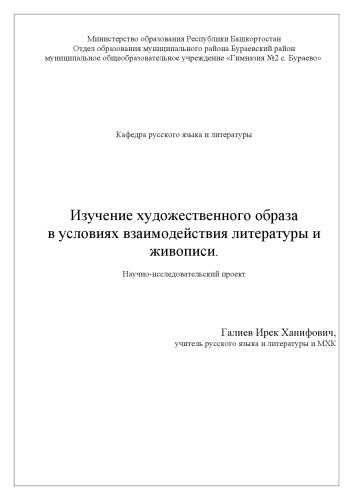 Министерство образования Республики Башкортостан
Отдел образования муниципального района Бураевский район
муниципальное общеобразовательное учреждение «Гимназия №2 с. Бураево»
Кафедра русского языка и литературы
Изучение художественного образа
в условиях взаимодействия литературы и
живописи.
Научно-исследовательский проект
Галиев Ирек Ханифович,
учитель русского языка и литературы и МХК